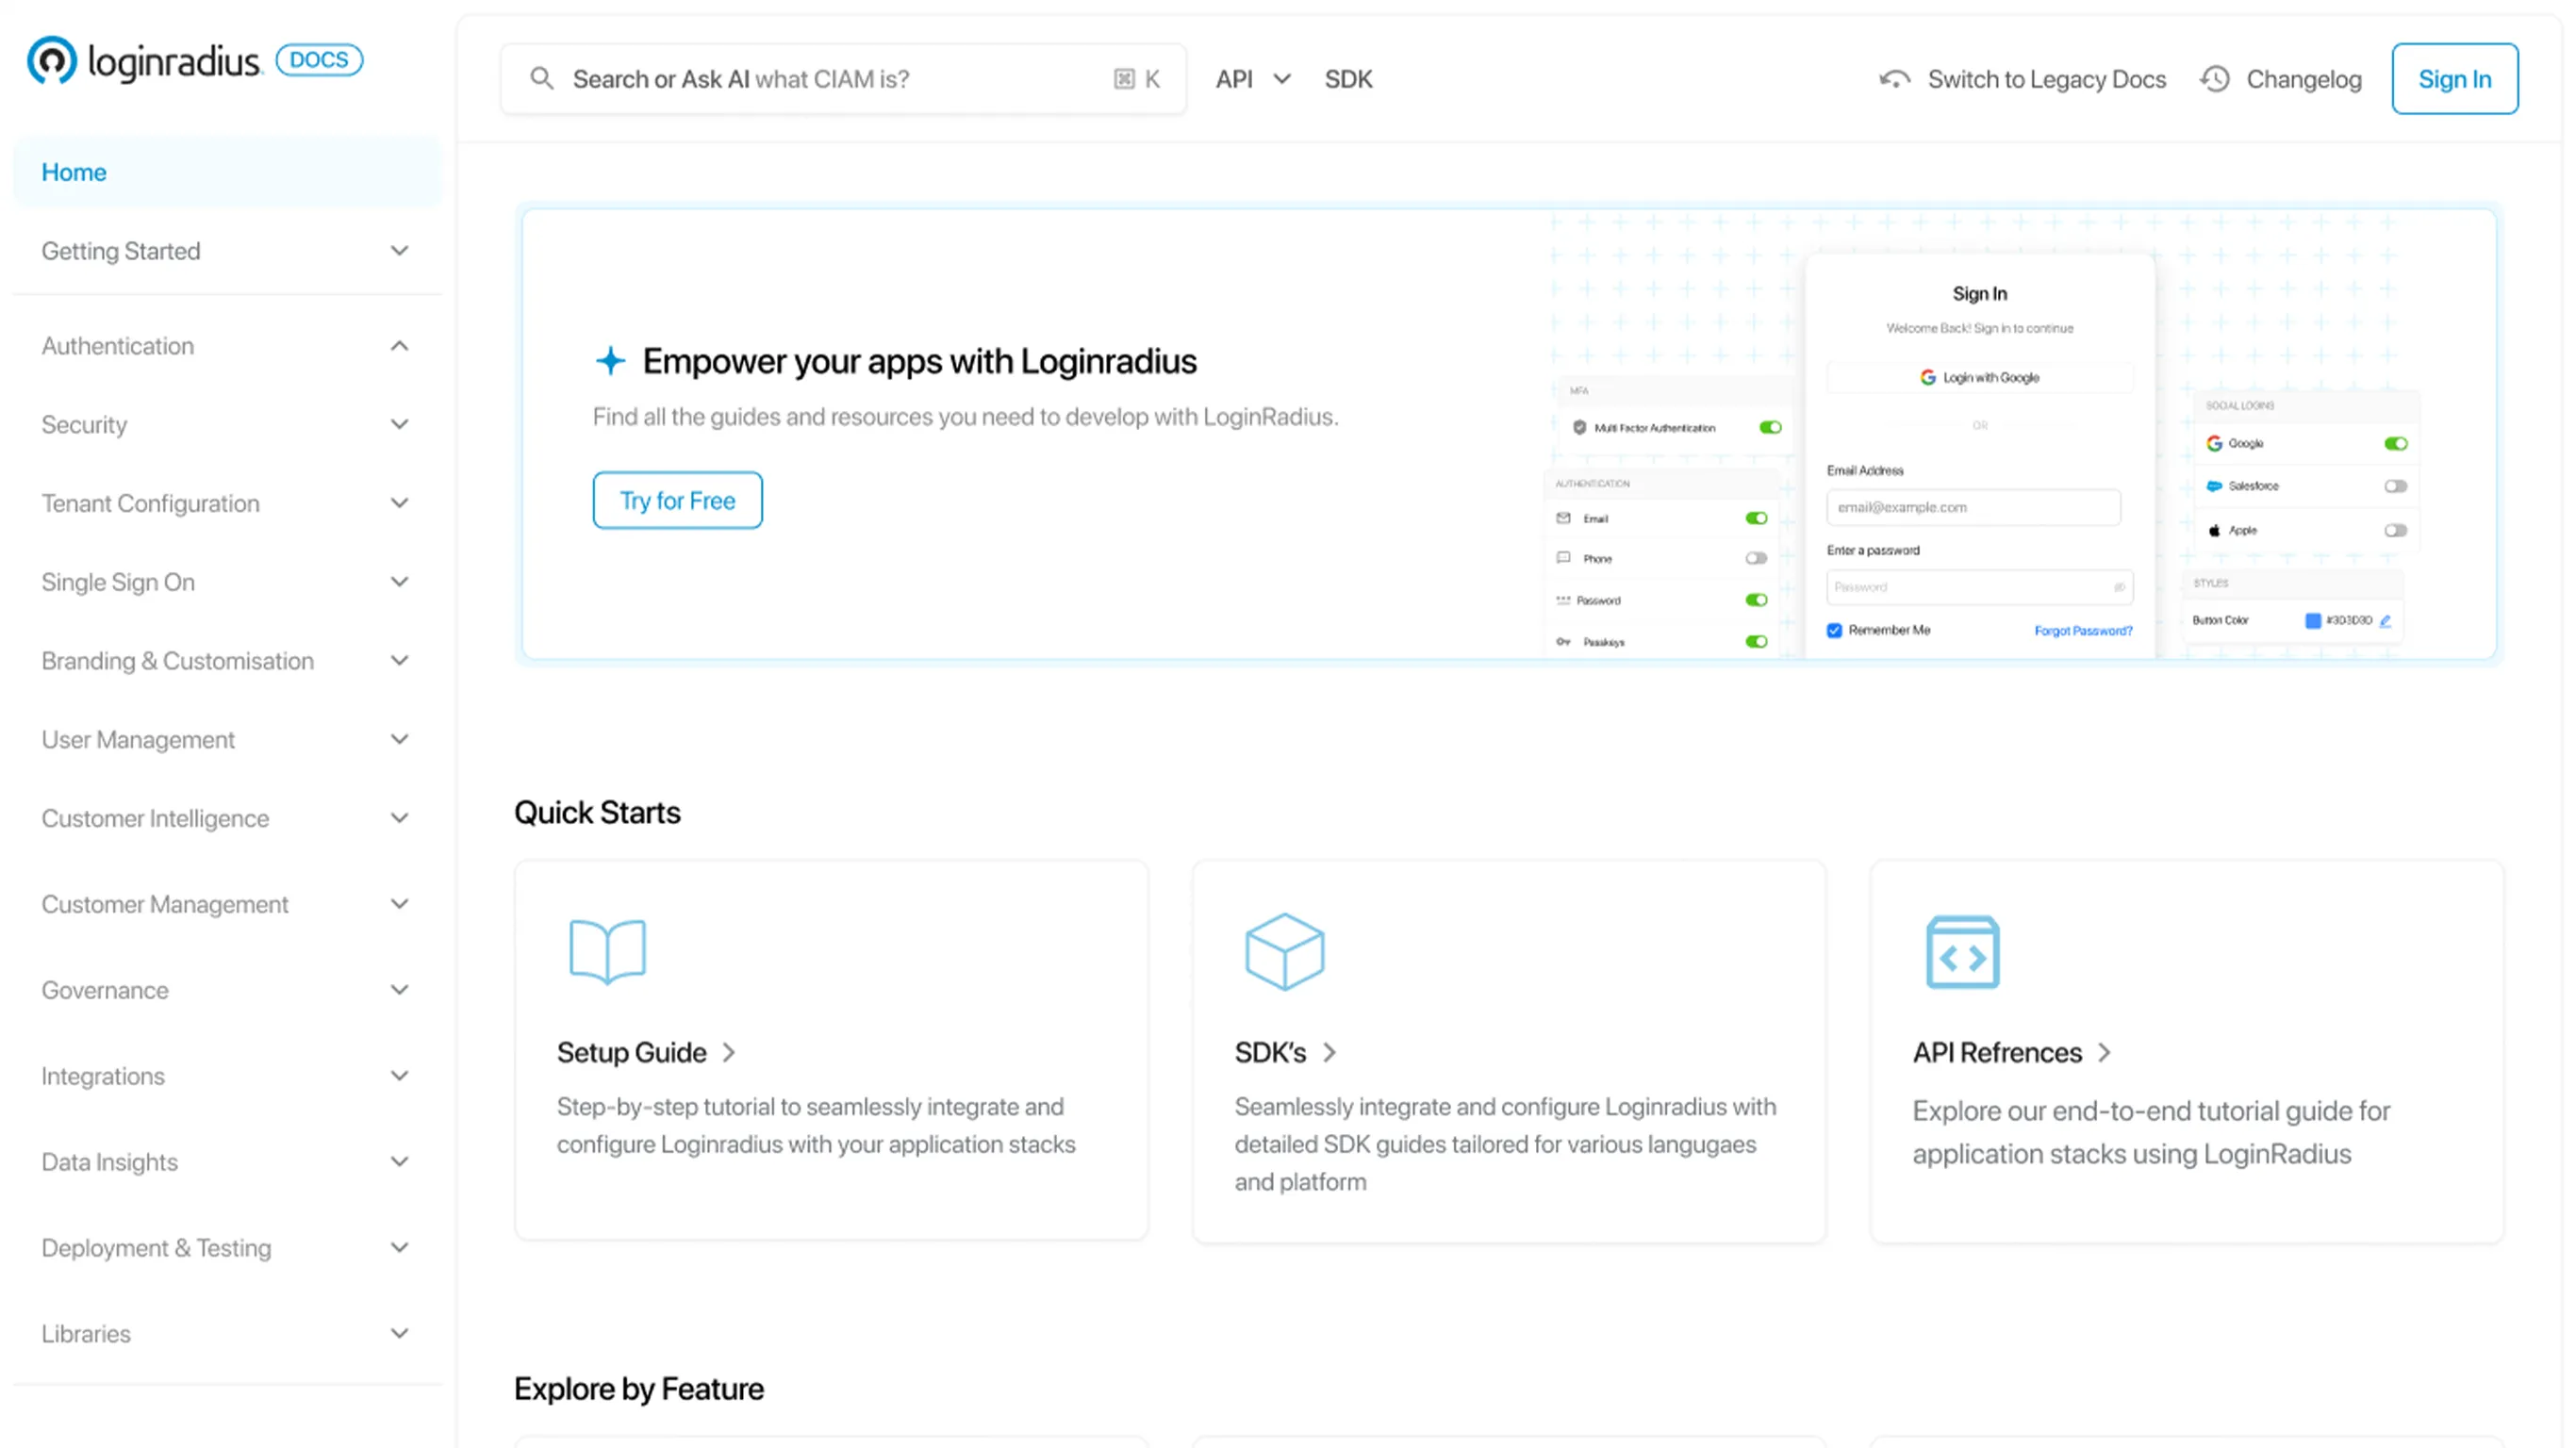 loginradius DOCS
Search or Ask AI what CIAM is? ⌘ K
API
SDK
Switch to Legacy Docs
Changelog
Sign In
Home
Getting Started
Authentication
Security
Tenant Configuration
Single Sign On
Branding & Customisation
User Management
Customer Intelligence
Customer Management
Governance
Integrations
Data Insights
Deployment & Testing
Libraries
Empower your apps with Loginradius
Find all the guides and resources you need to develop with LoginRadius.
Try for Free
MFA
Multi Factor Authentication
AUTHENTICATION
Email
Phone
Password
Passkeys
Sign In
Welcome Back! Sign in to continue
Login with Google
OR
Email Address
email@example.com
Enter a password
Password
Remember Me
Forgot Password?
SOCIAL LOGINS
Google
Salesforce
Apple
STYLES
Button Color
#3D3D3D
Quick Starts
Setup Guide
Step-by-step tutorial to seamlessly integrate and
configure Loginradius with your application stacks
SDK's
Seamlessly integrate and configure Loginradius with
detailed SDK guides tailored for various langugaes
and platform
API Refrences
Explore our end-to-end tutorial guide for
application stacks using LoginRadius
Explore by Feature